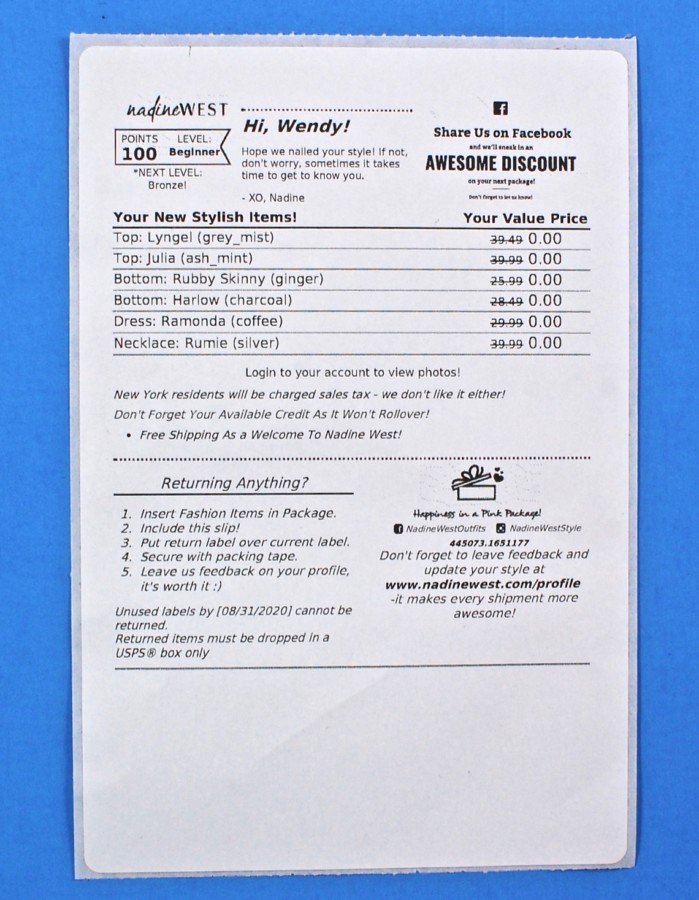 nadineWEST
POINTS LEVEL:
100 Beginner
*NEXT LEVEL:
Bronze!
Hi, Wendy!
Hope we nailed your style! If not,
don't worry, sometimes it takes
time to get to know you.
- XO, Nadine
Share Us on Facebook
and we'll sneak in an
AWESOME DISCOUNT
on your next package!
Don't forget to let us know!
Your New Stylish Items! Your Value Price
Top: Lyngel (grey_mist) 39.49 0.00
Top: Julia (ash_mint) 39.99 0.00
Bottom: Rubby Skinny (ginger) 25.99 0.00
Bottom: Harlow (charcoal) 28.49 0.00
Dress: Ramonda (coffee) 29.99 0.00
Necklace: Rumie (silver) 39.99 0.00
Login to your account to view photos!
New York residents will be charged sales tax - we don't like it either!
Don't Forget Your Available Credit As It Won't Rollover!
• Free Shipping As a Welcome To Nadine West!
Returning Anything?
1. Insert Fashion Items in Package.
2. Include this slip!
3. Put return label over current label.
4. Secure with packing tape.
5. Leave us feedback on your profile,
it's worth it :)
Unused labels by [08/31/2020] cannot be
returned.
Returned items must be dropped in a
USPS® box only
Happiness in a Pink Package!
NadineWestOutfits NadineWestStyle
445073.1651177
Don't forget to leave feedback and
update your style at
www.nadinewest.com/profile
-it makes every shipment more
awesome!